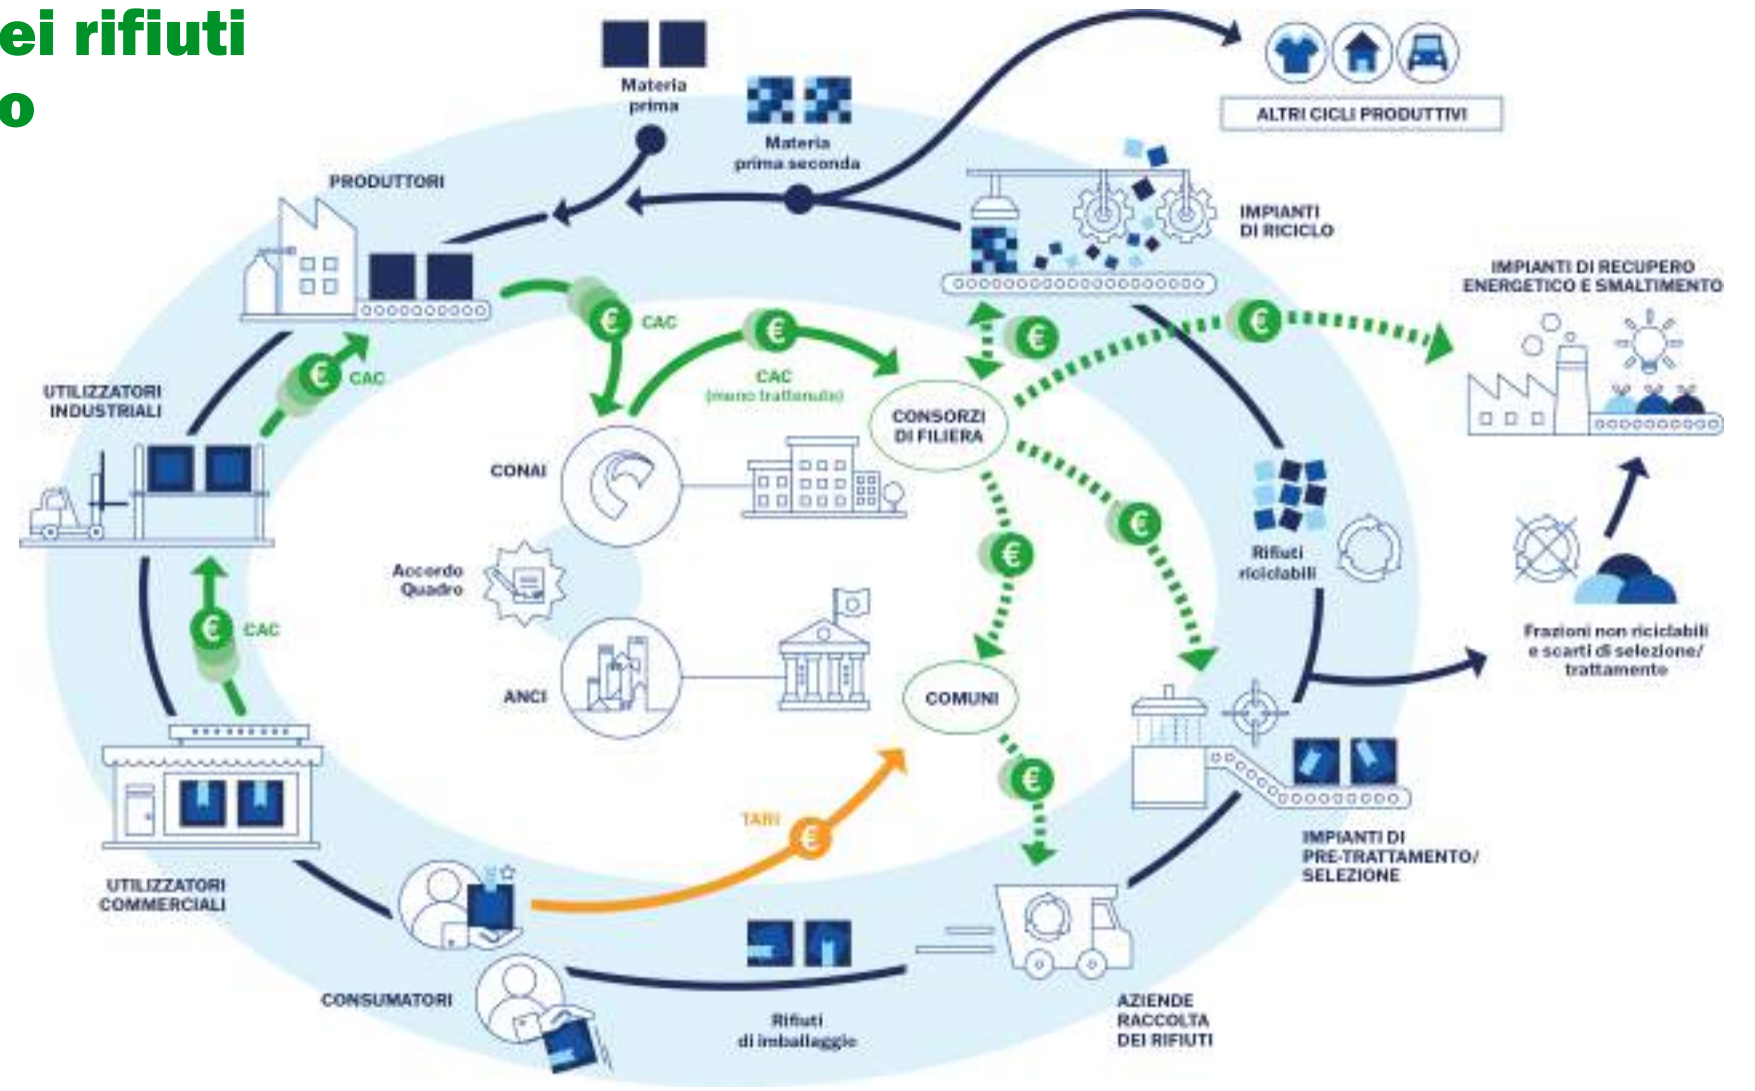 ei rifiuti
o
Materia
prima
Materia
prima seconda
ALTRI CICLI PRODUTTIVI
PRODUTTORI
IMPIANTI
DI RICICLO
IMPIANTI DI RECUPERO
ENERGETICO E SMALTIMENTO
€
CAC
€
CAC
(meno trattenute)
€
€
€
CAC
UTILIZZATORI
INDUSTRIALI
CONSORZI
DI FILIERA
CONAI
€
€
Rifiuti
riciclabili
Accordo
Quadro
€
CAC
Frazioni non riciclabili
e scarti di selezione/
trattamento
ANCI
COMUNI
€
TARI
€
IMPIANTI DI
PRE-TRATTAMENTO/
SELEZIONE
UTILIZZATORI
COMMERCIALI
CONSUMATORI
Rifiuti
di imballaggio
AZIENDE
RACCOLTA
DEI RIFIUTI